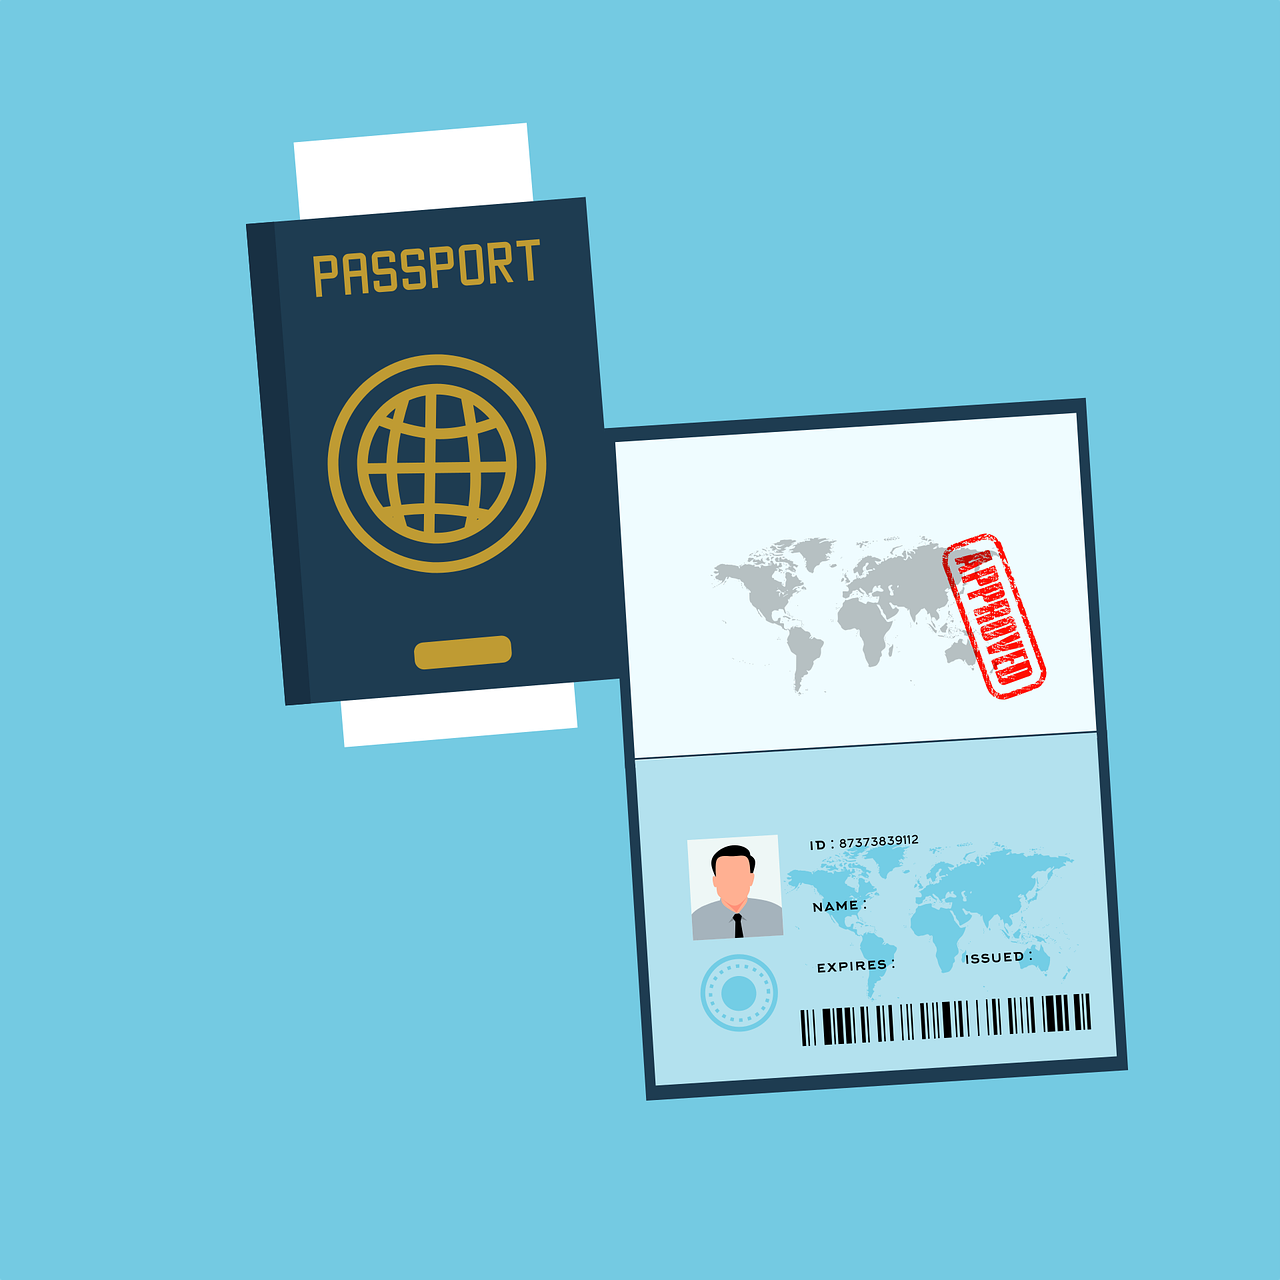 PASSPORT
APPROVED
ID : 87373839112
NAME :
EXPIRES :
ISSUED :